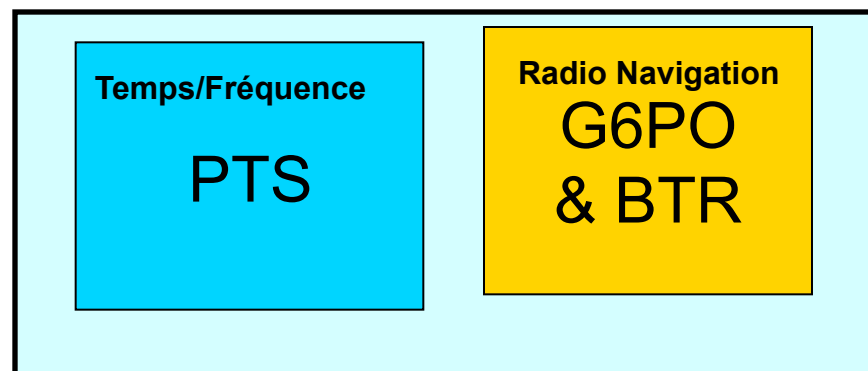 Temps/Fréquence
PTS
Radio Navigation
G6PO
& BTR